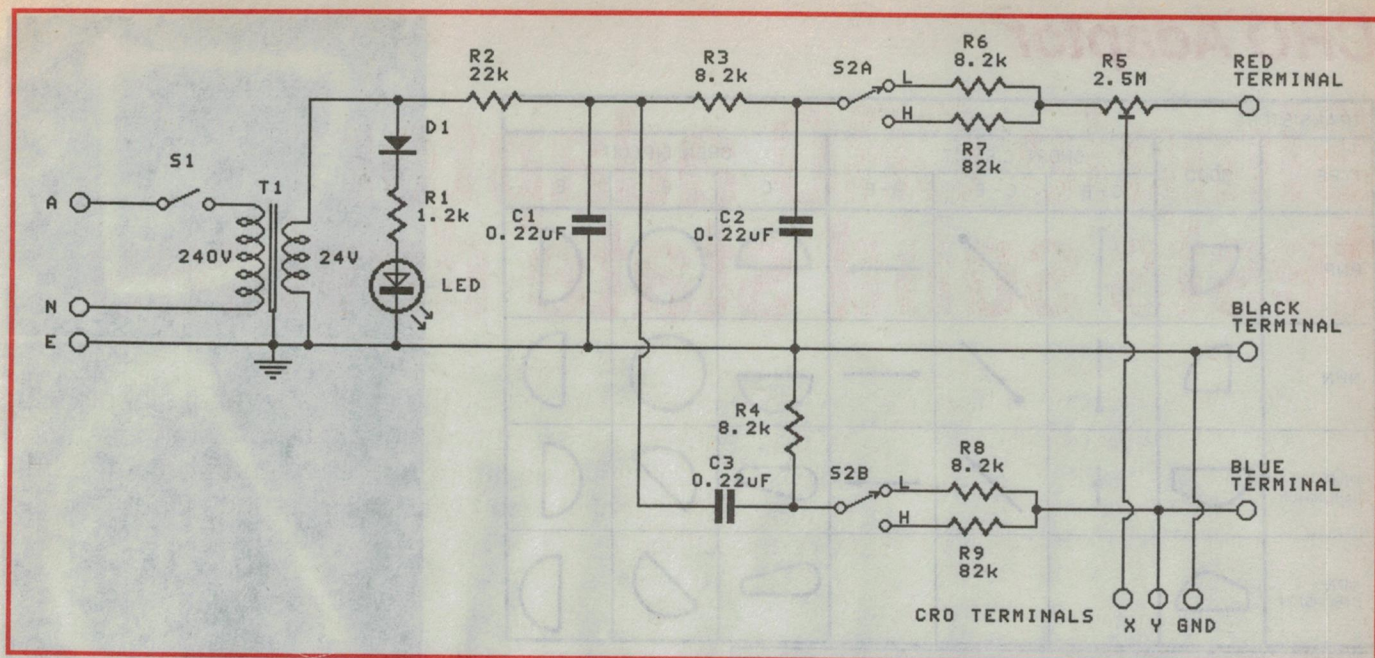 R2
22k
R3
8.2k
S2A
L
H
R6
8.2k
R7
82k
R5
2.5M
RED
TERMINAL
D1
S1
A
T1
R1
1.2k
C1
0.22uF
C2
0.22uF
240V
24V
LED
N
E
BLACK
TERMINAL
R4
8.2k
C3
0.22uF
S2B
L
H
R8
8.2k
R9
82k
BLUE
TERMINAL
CRO TERMINALS
X Y GND